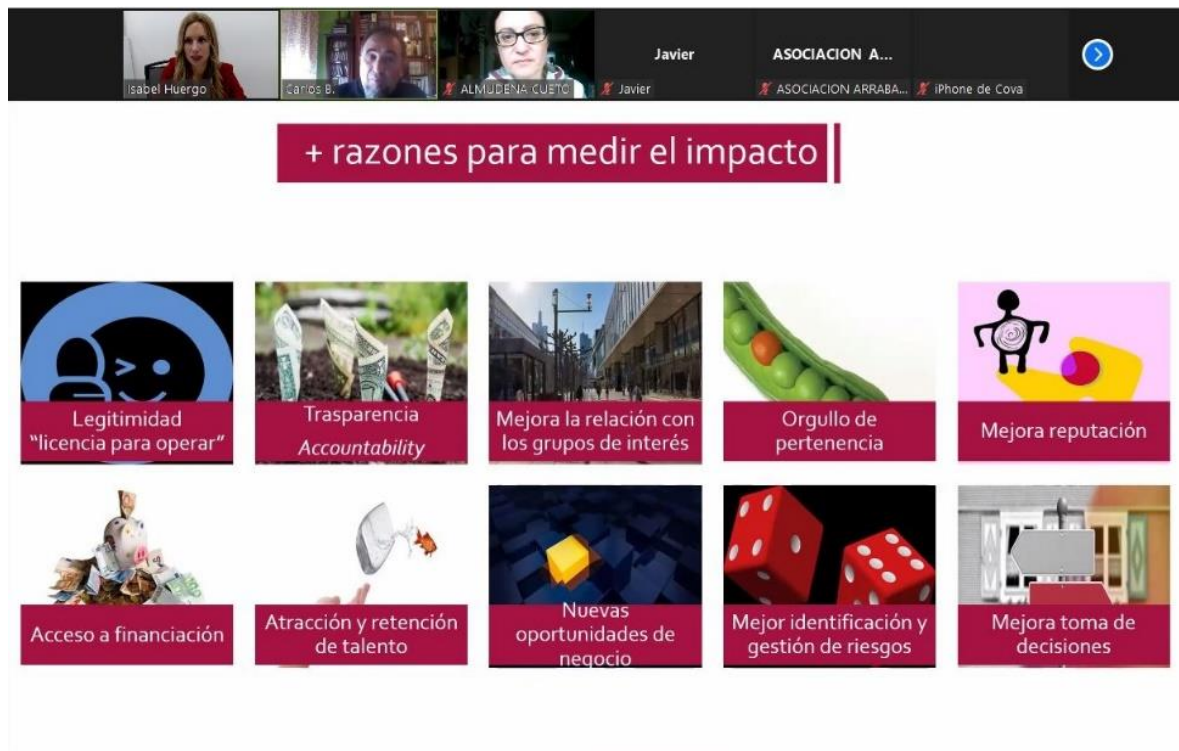 Javier
ASOCIACION A...
Isabel Huergo
Carlos B.
ALMUDENA CUETO
Javier
ASOCIACION ARRABA...
iPhone de Cova
+ razones para medir el impacto
Legitimidad
“licencia para operar”
Trasparencia
Accountability
Mejora la relación con
los grupos de interés
Orgullo de
pertenencia
Mejora reputación
Acceso a financiación
Atracción y retención
de talento
Nuevas
oportunidades de
negocio
Mejor identificación y
gestión de riesgos
Mejora toma de
decisiones